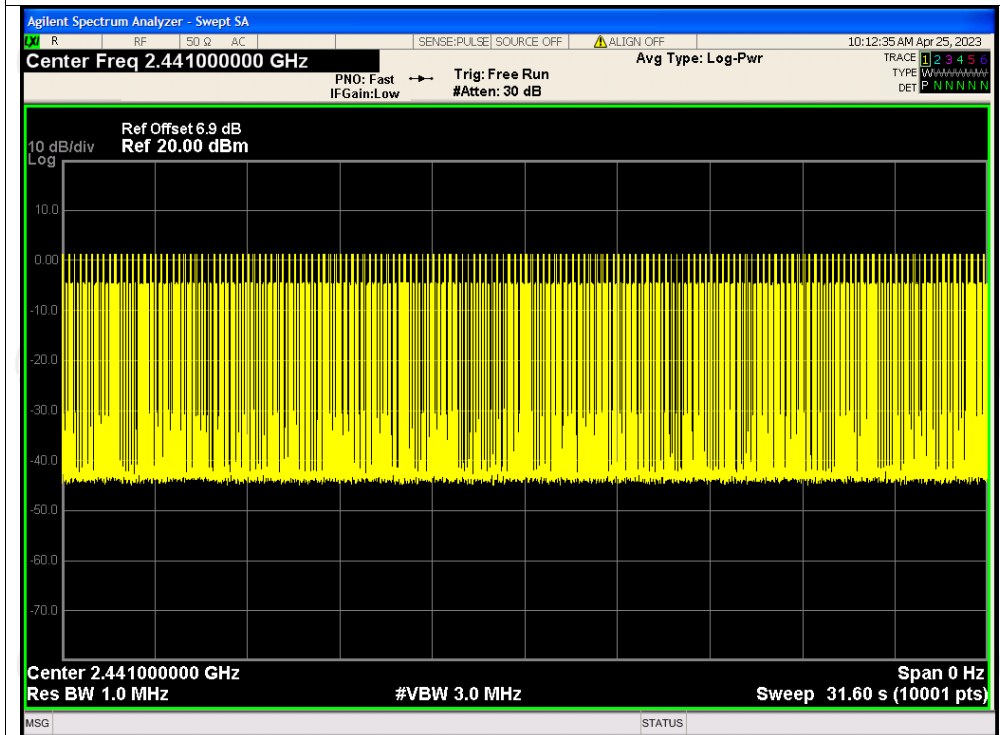 Agilent Spectrum Analyzer - Swept SA
LXI R RF 50 Ω AC SENSE:PULSE SOURCE OFF ALIGN OFF 10:12:35 AM Apr 25, 2023
Center Freq 2.441000000 GHz Avg Type: Log-Pwr TRACE 1 2 3 4 5 6
PNO: Fast Trig: Free Run TYPE W
IFGain:Low #Atten: 30 dB DET P N N N N N
Ref Offset 6.9 dB
10 dB/div Ref 20.00 dBm
Log
10.0
0.00
-10.0
-20.0
-30.0
-40.0
-50.0
-60.0
-70.0
Center 2.441000000 GHz Span 0 Hz
Res BW 1.0 MHz #VBW 3.0 MHz Sweep 31.60 s (10001 pts)
MSG STATUS